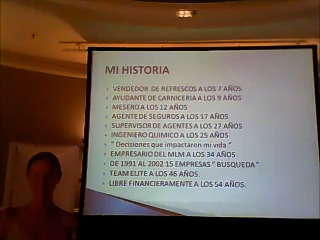 MI HISTORIA
VENDEDOR DE REFRESCOS A LOS 7 AÑOS
AYUDANTE DE CARNICERIA A LOS 9 AÑOS
MESERO A LOS 12 AÑOS
AGENTE DE SEGUROS A LOS 17 AÑOS
SUPERVISOR DE AGENTES A LOS 27 AÑOS
INGENIERO QUIMICO A LOS 25 AÑOS
" Decisiones que impactaron mi vida "
EMPRESARIO DEL MLM A LOS 34 AÑOS
DE 1991 AL 2002 15 EMPRESAS " BUSQUEDA "
TEAM ELITE A LOS 46 AÑOS.
LIBRE FINANCIERAMENTE A LOS 54 AÑOS.